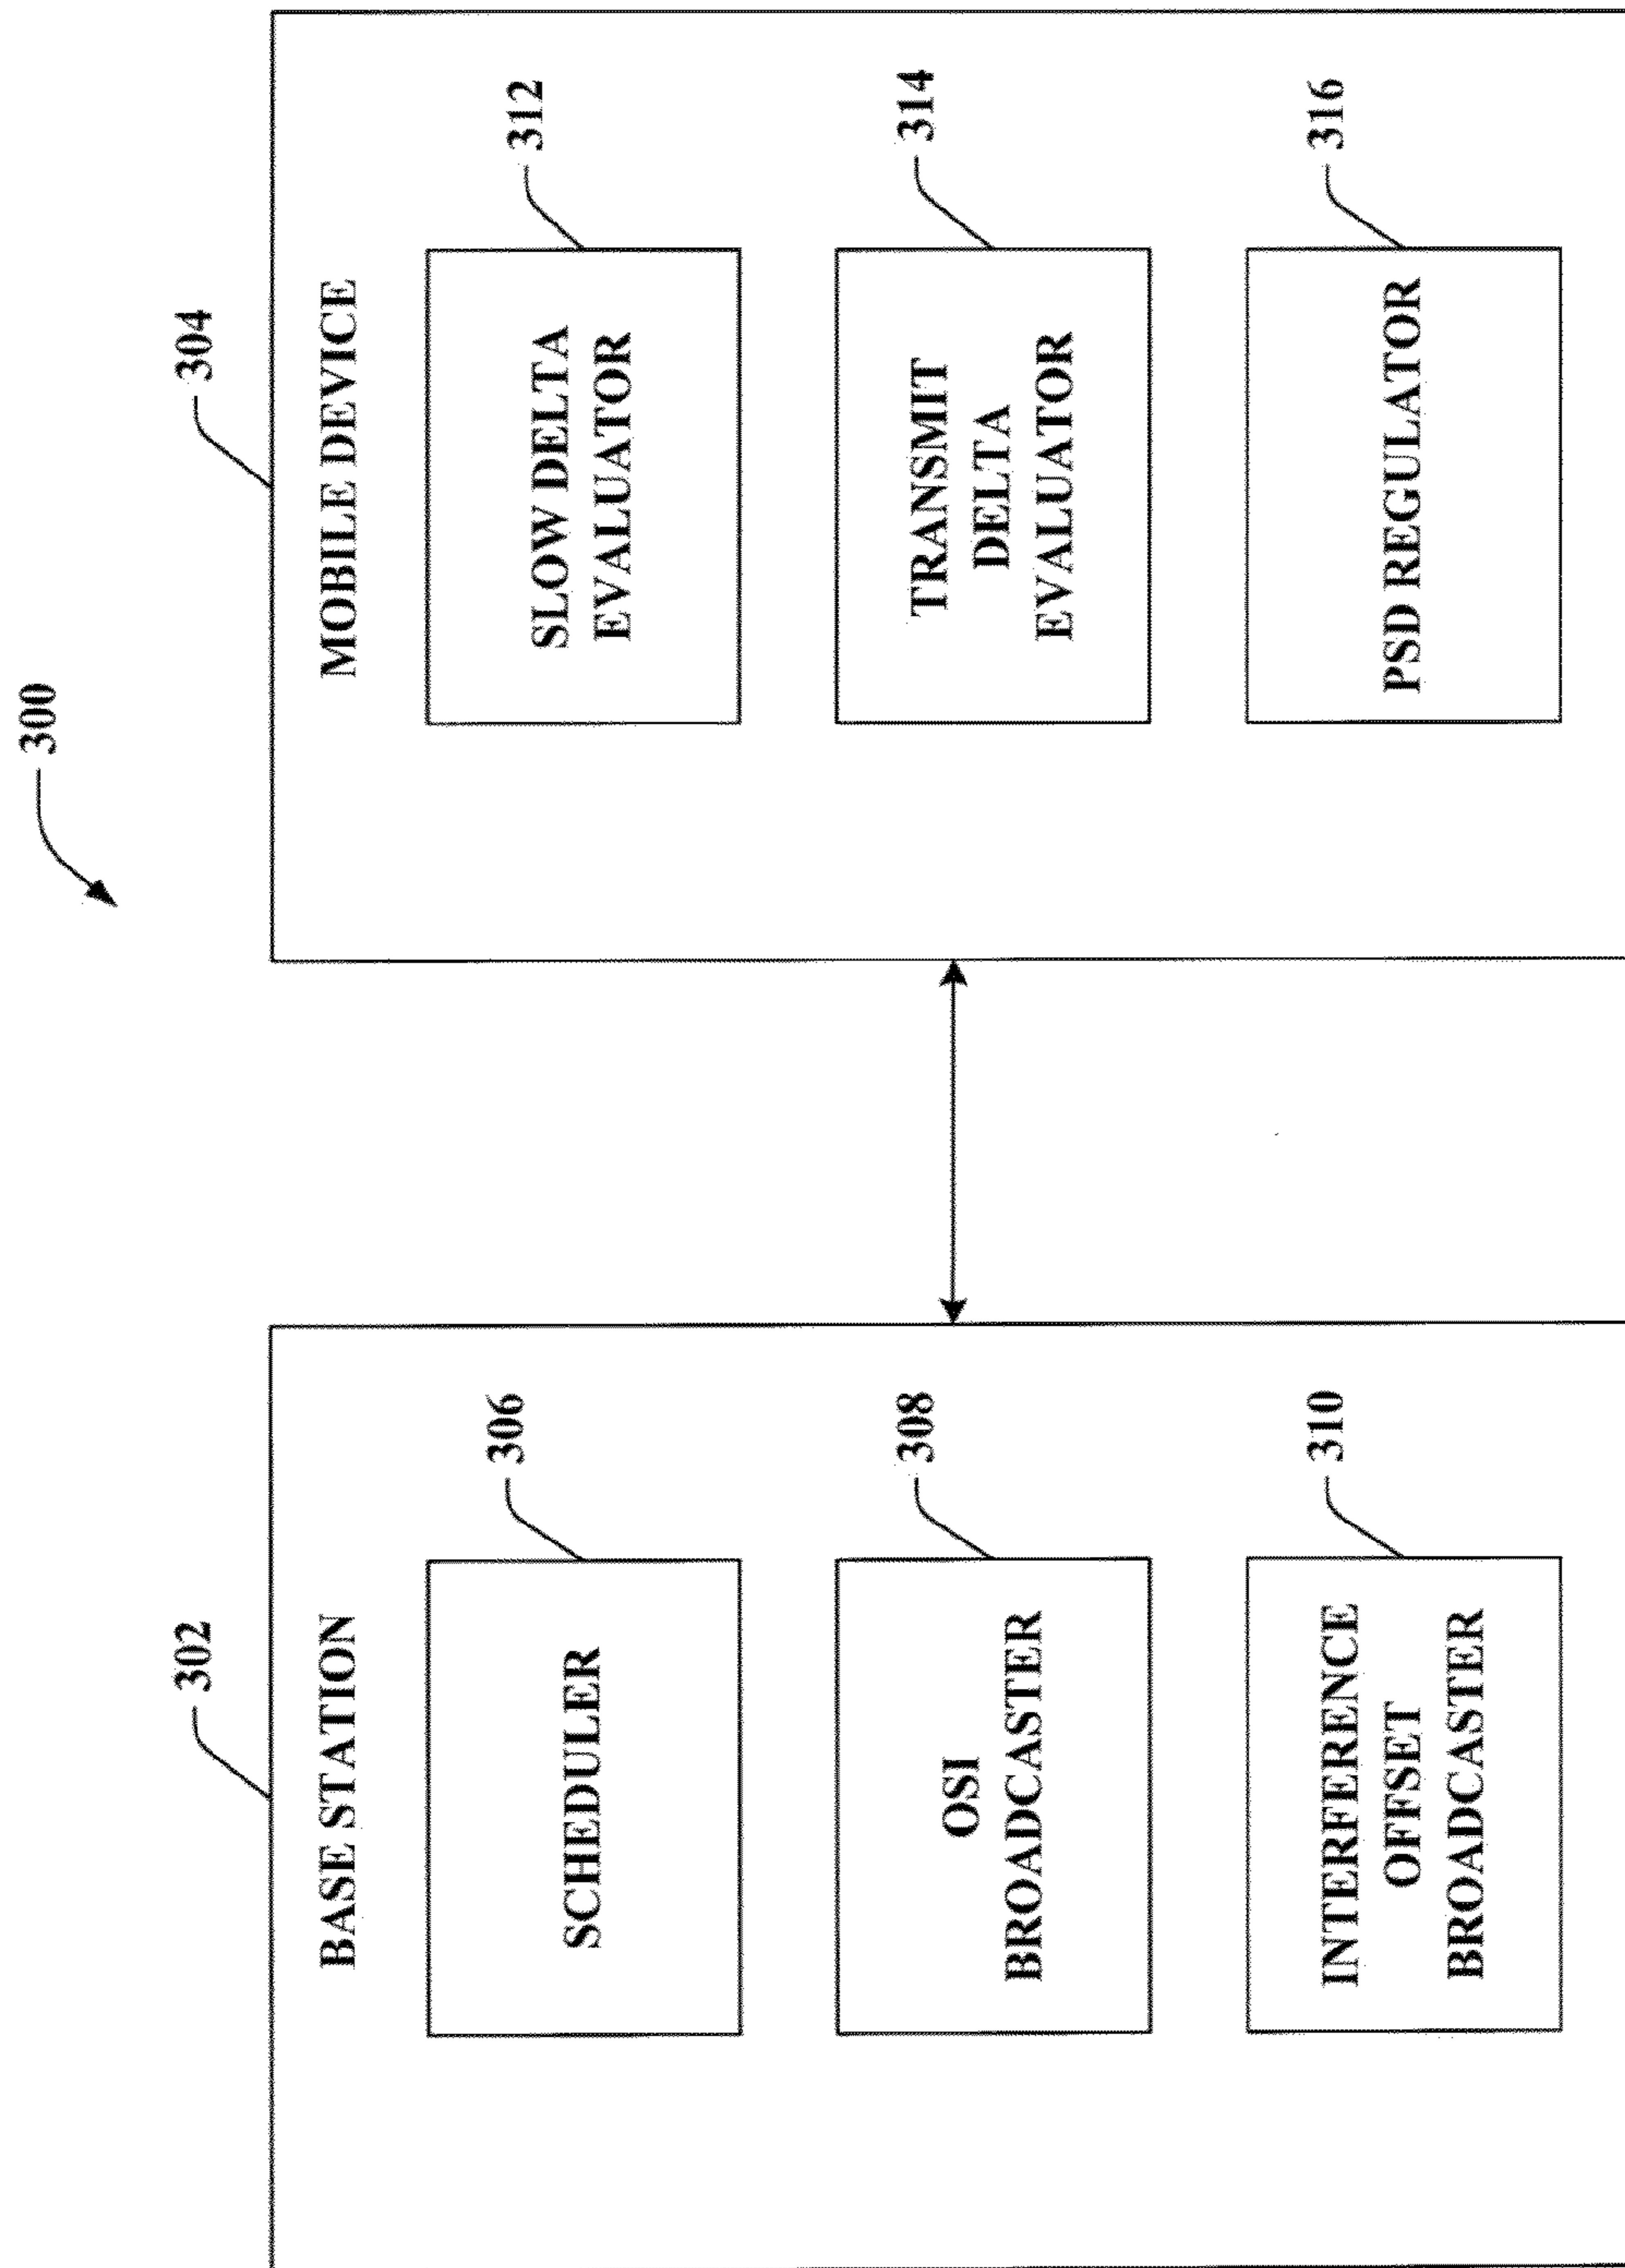 300
302
BASE STATION
306
SCHEDULER
308
OSI
BROADCASTER
310
INTERFERENCE
OFFSET
BROADCASTER
304
MOBILE DEVICE
312
SLOW DELTA
EVALUATOR
314
TRANSMIT
DELTA
EVALUATOR
316
PSD REGULATOR